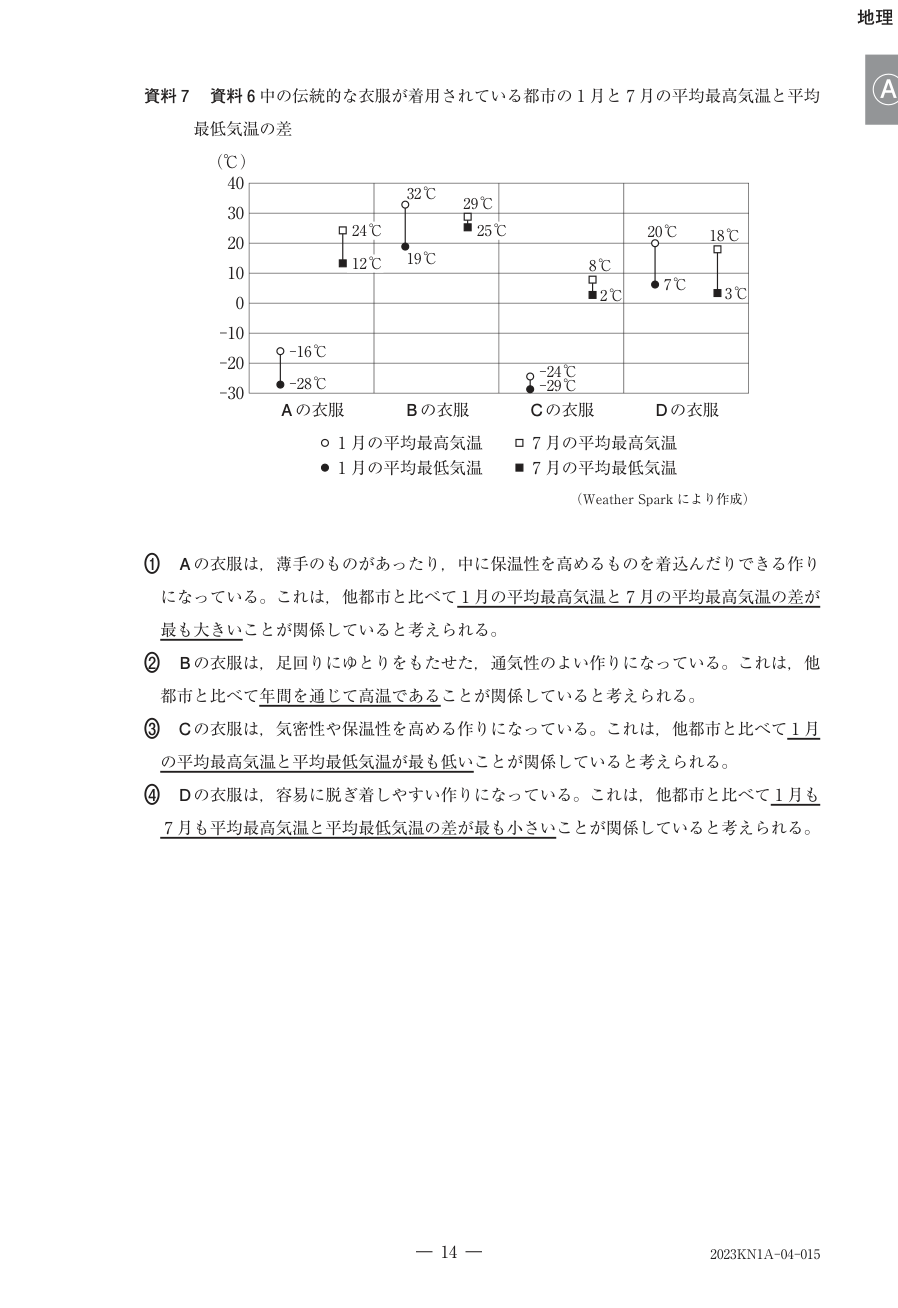 地理
Ⓐ
資料7 資料6中の伝統的な衣服が着用されている都市の1月と7月の平均最高気温と平均
最低気温の差
(℃)
40
30
20
10
0
-10
-20
-30
-16℃
-28℃
24℃
12℃
32℃
19℃
29℃
25℃
-24℃
-29℃
8℃
2℃
20℃
7℃
18℃
3℃
Aの衣服 Bの衣服 Cの衣服 Dの衣服
○ 1月の平均最高気温 □ 7月の平均最高気温
● 1月の平均最低気温 ■ 7月の平均最低気温
(Weather Spark により作成)
① Aの衣服は,薄手のものがあったり,中に保温性を高めるものを着込んだりできる作り
になっている。これは,他都市と比べて1月の平均最高気温と7月の平均最高気温の差が
最も大きいことが関係していると考えられる。
② Bの衣服は,足回りにゆとりをもたせた,通気性のよい作りになっている。これは,他
都市と比べて年間を通じて高温であることが関係していると考えられる。
③ Cの衣服は,気密性や保温性を高める作りになっている。これは,他都市と比べて1月
の平均最高気温と平均最低気温が最も低いことが関係していると考えられる。
④ Dの衣服は,容易に脱ぎ着しやすい作りになっている。これは,他都市と比べて1月も
7月も平均最高気温と平均最低気温の差が最も小さいことが関係していると考えられる。
― 14 ―
2023KN1A-04-015